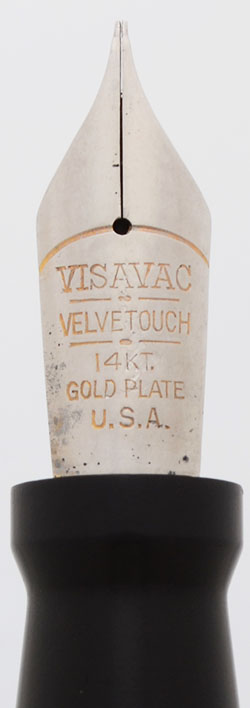 VISAVAC
VELVETOUCH
14KT.
GOLD PLATE
U.S.A.